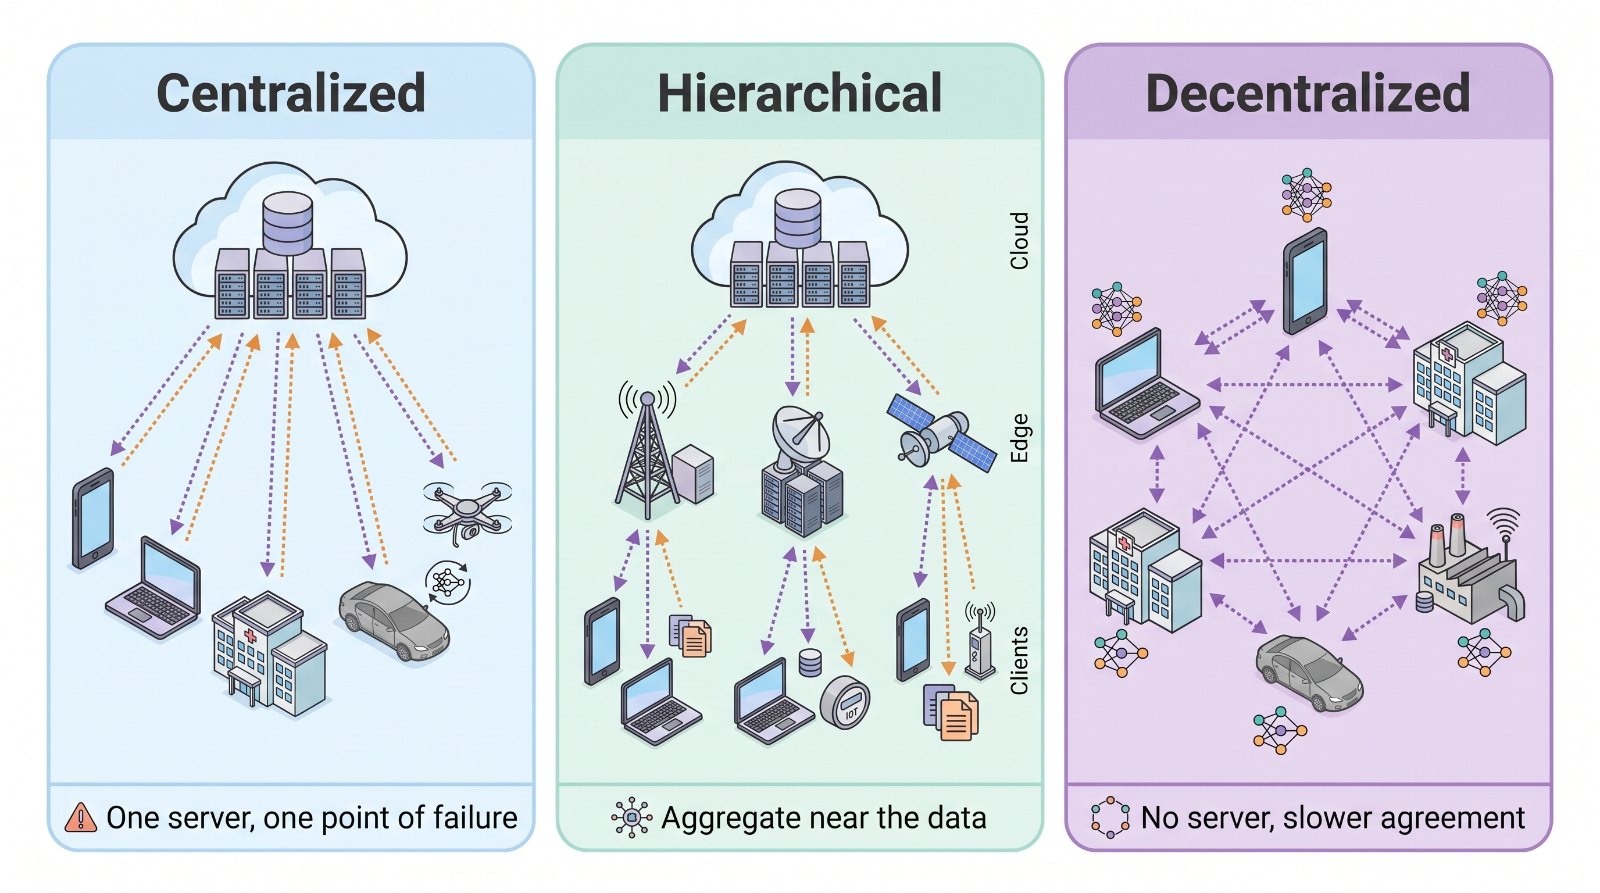 Centralized
One server, one point of failure
Hierarchical
Cloud
Edge
Clients
IOT
Aggregate near the data
Decentralized
No server, slower agreement